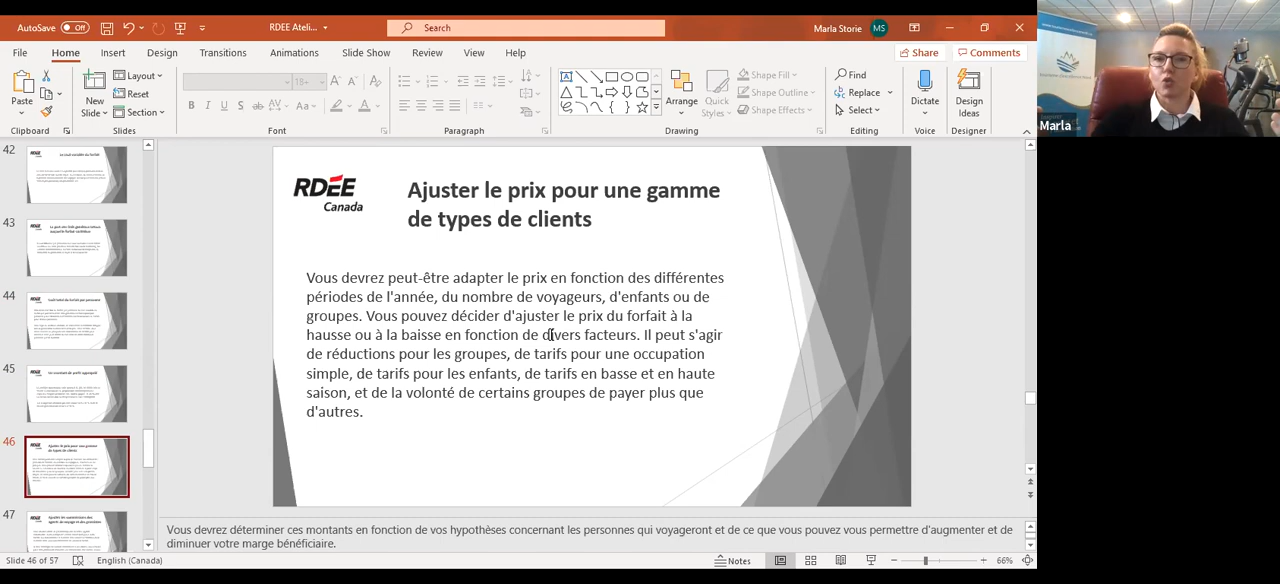 AutoSave Off RDEE Ateli... Search Marla Storie MS
File Home Insert Design Transitions Animations Slide Show Review View Help Share Comments
Layout Shape Fill Find
Paste New Slide Reset 18 Arrange Quick Styles Shape Outline Replace Dictate Design Ideas
Section Shape Effects Select
Clipboard Slides Font Paragraph Drawing Editing Voice Designer
Marla
42
43
44
45
46
47
RDÉE
Canada
Ajuster le prix pour une gamme
de types de clients
Vous devrez peut-être adapter le prix en fonction des différentes
périodes de l'année, du nombre de voyageurs, d'enfants ou de
groupes. Vous pouvez décider d'ajuster le prix du forfait à la
hausse ou à la baisse en fonction de divers facteurs. Il peut s'agir
de réductions pour les groupes, de tarifs pour une occupation
simple, de tarifs pour les enfants, de tarifs en basse et en haute
saison, et de la volonté de certains groupes de payer plus que
d'autres.
Vous devrez déterminer ces montants en fonction de vos hypothèses concernant les personnes qui voyageront et quand. Vous pouvez vous permettre d'augmenter et de
diminuer votre marge bénéficiaire.
Slide 46 of 57 English (Canada) Notes 66%